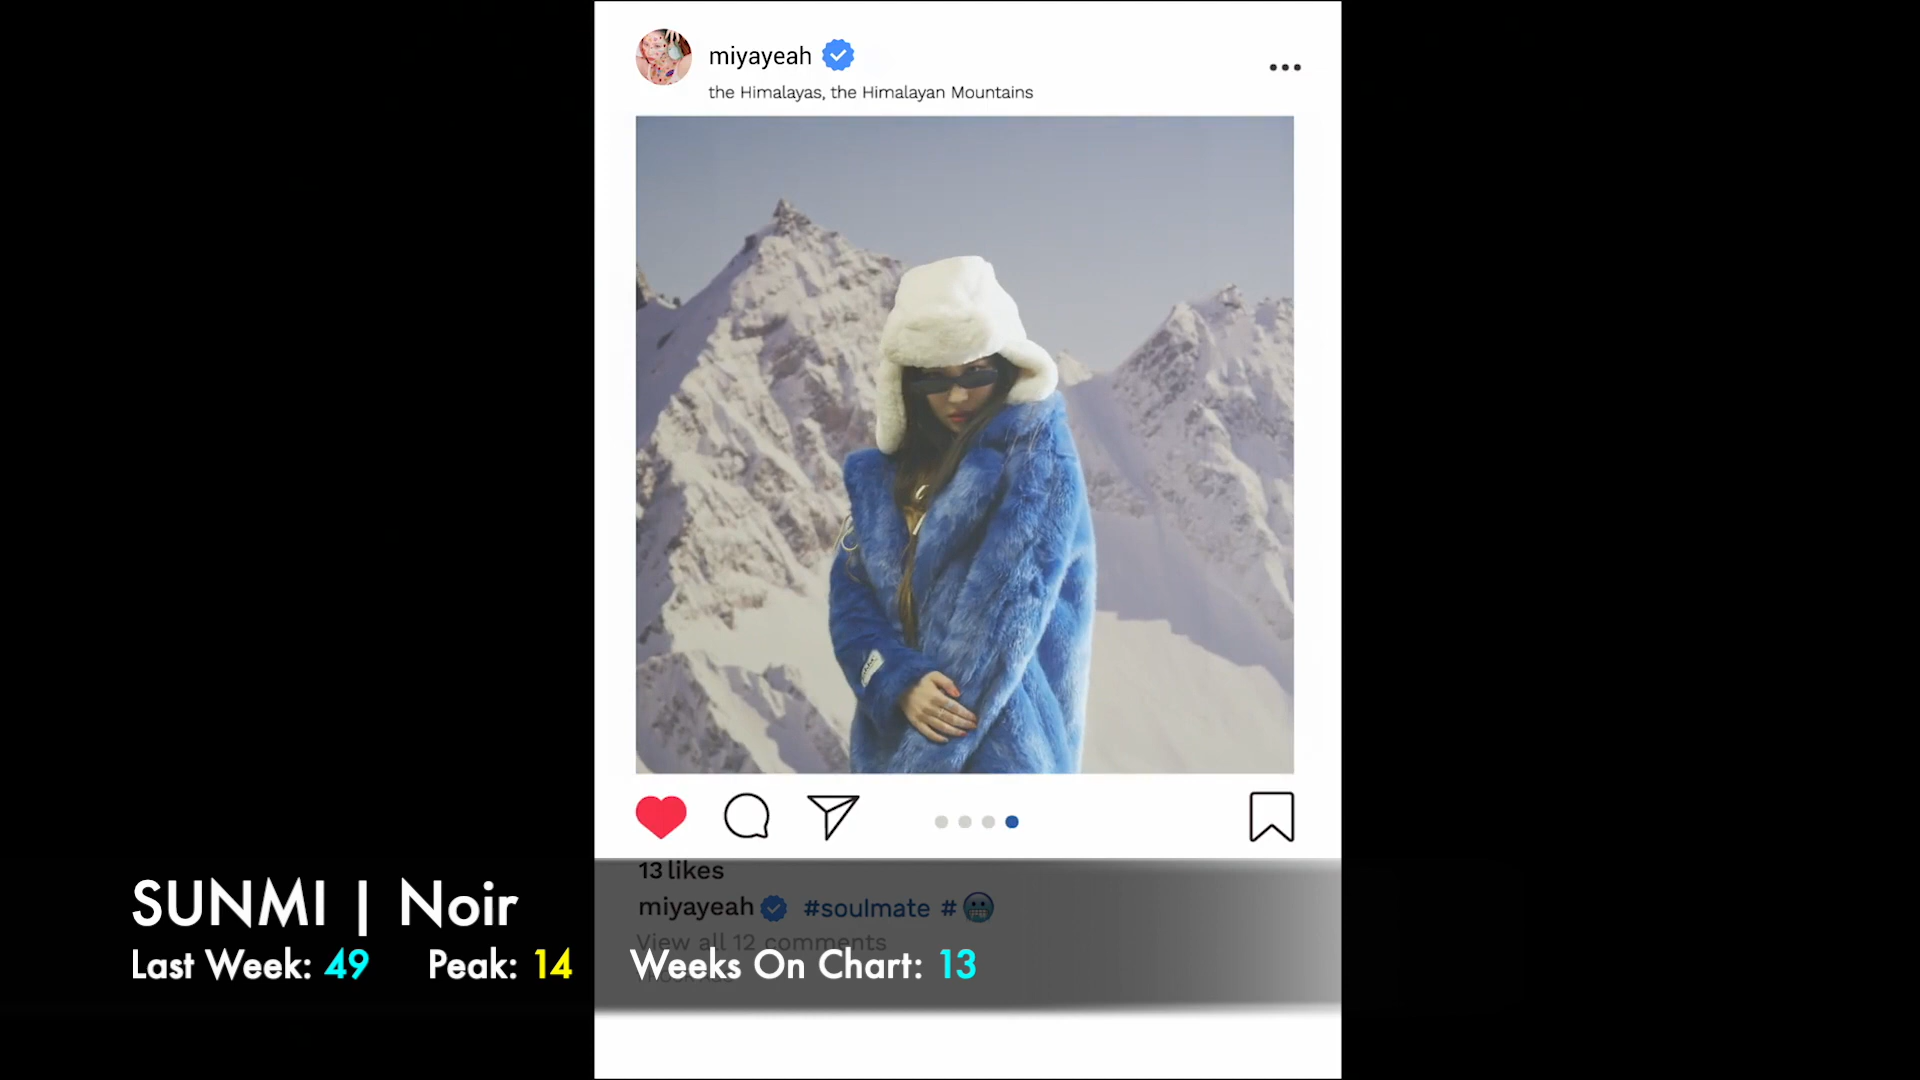 miyayeah
the Himalayas, the Himalayan Mountains
13 likes
miyayeah #soulmate #🥶
View all 12 comments
SUNMI | Noir
Last Week: 49 Peak: 14 Weeks On Chart: 13